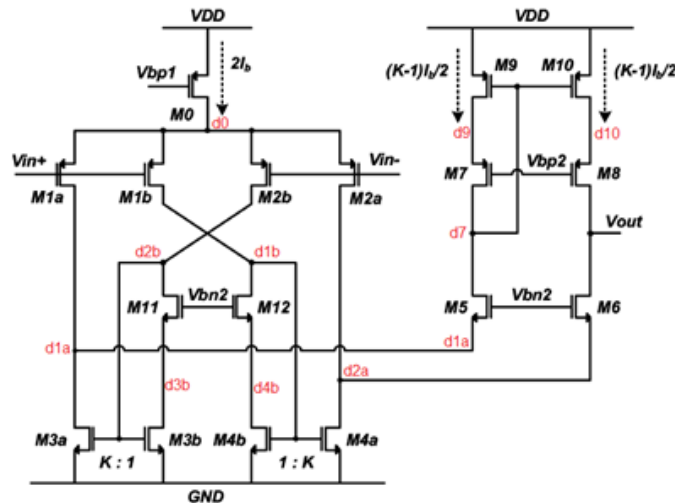 VDD
VDD
Vbp1
2Ib
M0
d0
(K-1)Ib/2
M9
M10
(K-1)Ib/2
d9
d10
Vin+
Vin-
M1a
M1b
M2b
M2a
M7
Vbp2
M8
d7
Vout
d2b
d1b
M11
Vbn2
M12
M5
Vbn2
M6
d1a
d1a
d2a
d3b
d4b
M3a
M3b
M4b
M4a
K : 1
1 : K
GND